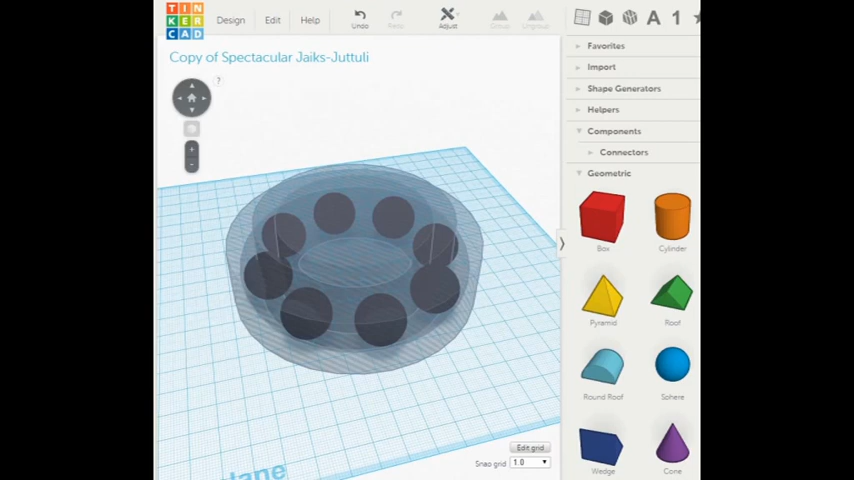 TIN
KER
CAD
Design
Edit
Help
Undo
Redo
Adjust
Group
Ungroup
A
1
Copy of Spectacular Jaiks-Juttuli
?
+
-
Favorites
Import
Shape Generators
Helpers
Components
Connectors
Geometric
Box
Cylinder
Pyramid
Roof
Round Roof
Sphere
Wedge
Cone
Edit grid
Snap grid 1.0
lane